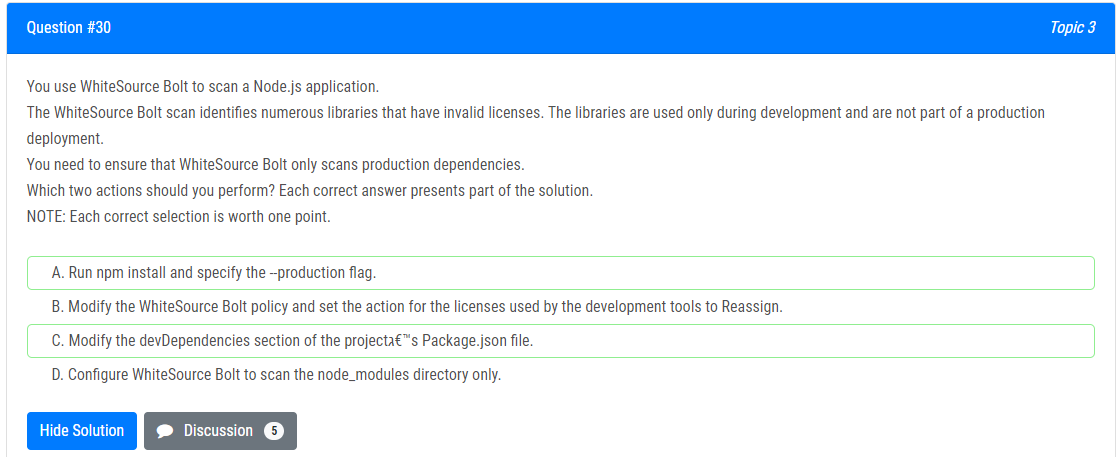 Question #30
Topic 3
You use WhiteSource Bolt to scan a Node.js application.
The WhiteSource Bolt scan identifies numerous libraries that have invalid licenses. The libraries are used only during development and are not part of a production
deployment.
You need to ensure that WhiteSource Bolt only scans production dependencies.
Which two actions should you perform? Each correct answer presents part of the solution.
NOTE: Each correct selection is worth one point.
A. Run npm install and specify the --production flag.
B. Modify the WhiteSource Bolt policy and set the action for the licenses used by the development tools to Reassign.
C. Modify the devDependencies section of the projectג€™s Package.json file.
D. Configure WhiteSource Bolt to scan the node_modules directory only.
Hide Solution
Discussion 5